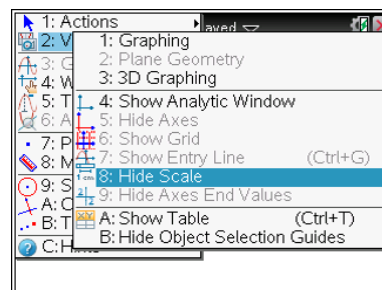 1: Actions
aved
2: V
1: Graphing
2: Plane Geometry
3: G
3: 3D Graphing
4: W
5: T
4: Show Analytic Window
5: Hide Axes
6: A
6: Show Grid
7: P
7: Show Entry Line (Ctrl+G)
8: M
8: Hide Scale
9: Hide Axes End Values
9: S
A: C
A: Show Table (Ctrl+T)
B: T
B: Hide Object Selection Guides
C: Hints